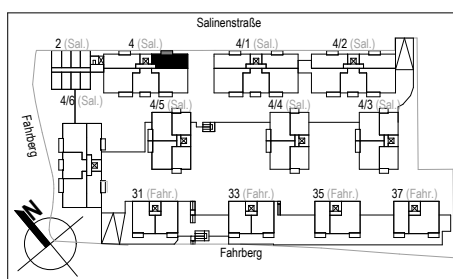 Salinenstraße
2 (Sal.) 4 (Sal.) 4/1 (Sal.) 4/2 (Sal.)
4/6 (Sal.) 4/5 (Sal.) 4/4 (Sal.) 4/3 (Sal.)
Fahrberg
31 (Fahr.) 33 (Fahr.) 35 (Fahr.) 37 (Fahr.)
N
Fahrberg